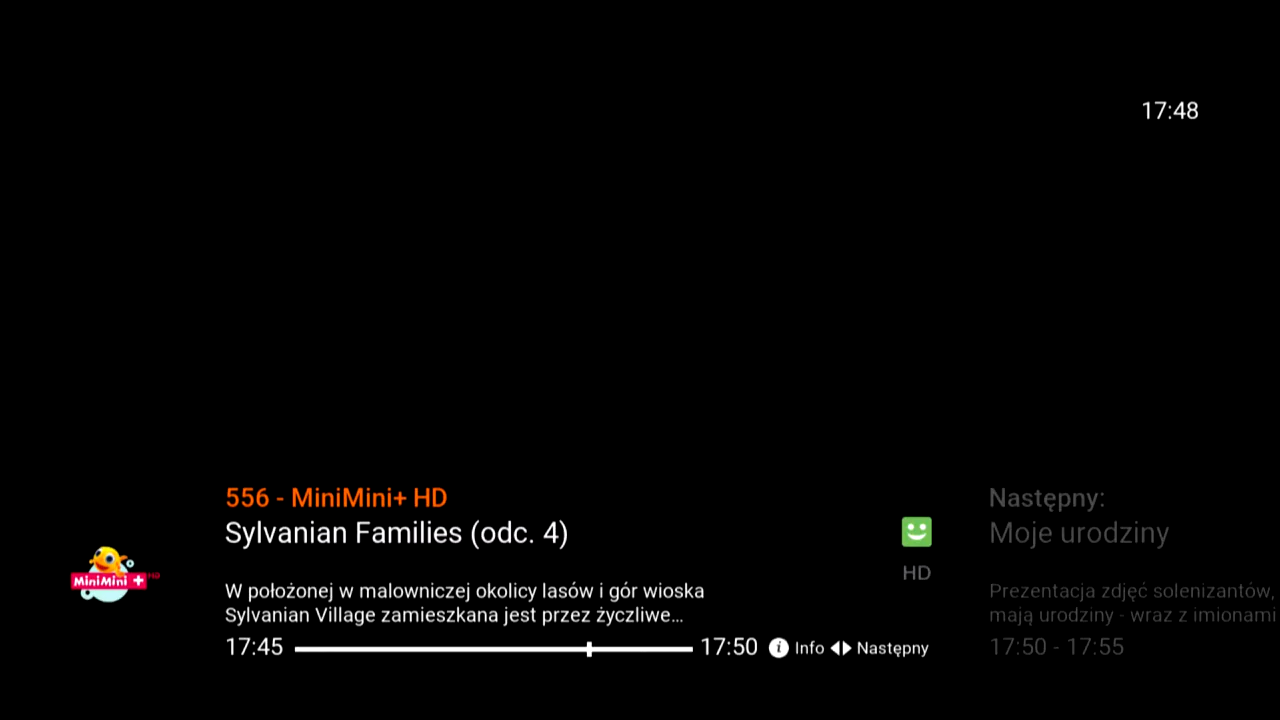 17:48
556 - MiniMini+ HD
Sylvanian Families (odc. 4)
HD
MiniMini + HD
W położonej w malowniczej okolicy lasów i gór wioska
Sylvanian Village zamieszkana jest przez życzliwe...
17:45
17:50
i Info
Następny
Następny:
Moje urodziny
Prezentacja zdjęć solenizantów,
mają urodziny - wraz z imionami
17:50 - 17:55